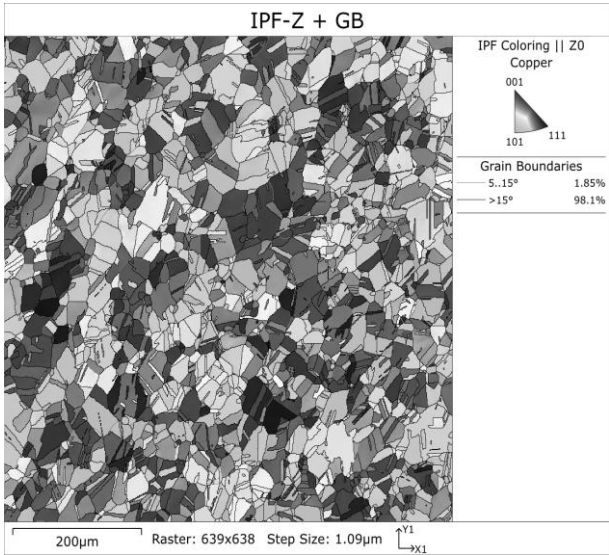 IPF-Z + GB
IPF Coloring || Z0
Copper
001
101
111
Grain Boundaries
5..15° 1.85%
>15° 98.1%
200µm
Raster: 639x638 Step Size: 1.09µm
Y1
X1